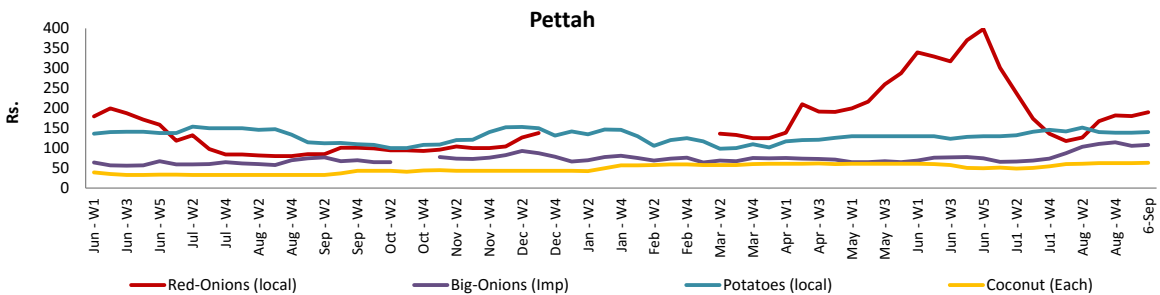 Pettah
400
350
300
250
200
150
100
50
0
Rs.
Jun - W1
Jun - W3
Jun - W5
Jul - W2
Jul - W4
Aug - W2
Aug - W4
Sep - W2
Sep - W4
Oct - W2
Oct - W4
Nov - W2
Nov - W4
Dec - W2
Dec - W4
Jan - W2
Jan - W4
Feb - W2
Feb - W4
Mar - W2
Mar - W4
Apr - W1
Apr - W3
May - W1
May - W3
Jun - W1
Jun - W3
Jun - W5
Ju1 - W2
Ju1 - W4
Aug - W2
Aug - W4
6-Sep
Red-Onions (local) Big-Onions (Imp) Potatoes (local) Coconut (Each)